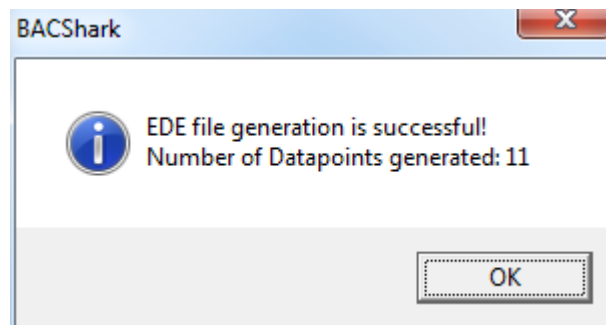 BACShark
EDE file generation is successful!
Number of Datapoints generated: 11
OK